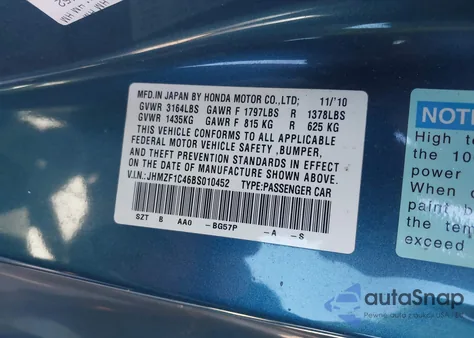 MFD.IN JAPAN BY HONDA MOTOR CO.,LTD; 11/'10
GVWR 3164LBS GAWR F 1797LBS R 1378LBS
GVWR 1435KG GAWR F 815 KG R 625 KG
THIS VEHICLE CONFORMS TO ALL APPLICABLE
FEDERAL MOTOR VEHICLE SAFETY ,BUMPER,
AND THEFT PREVENTION STANDARDS IN EFFECT
ON THE DATE OF MANUFACTURE SHOWN ABOVE.
V.I.N.: JHMZF1C46BS010452 TYPE:PASSENGER CAR
SZT B AA0 -BG57P -A -S
NOTI
High te
the 10
power
When C
after
the tem
exceed
autoSnap